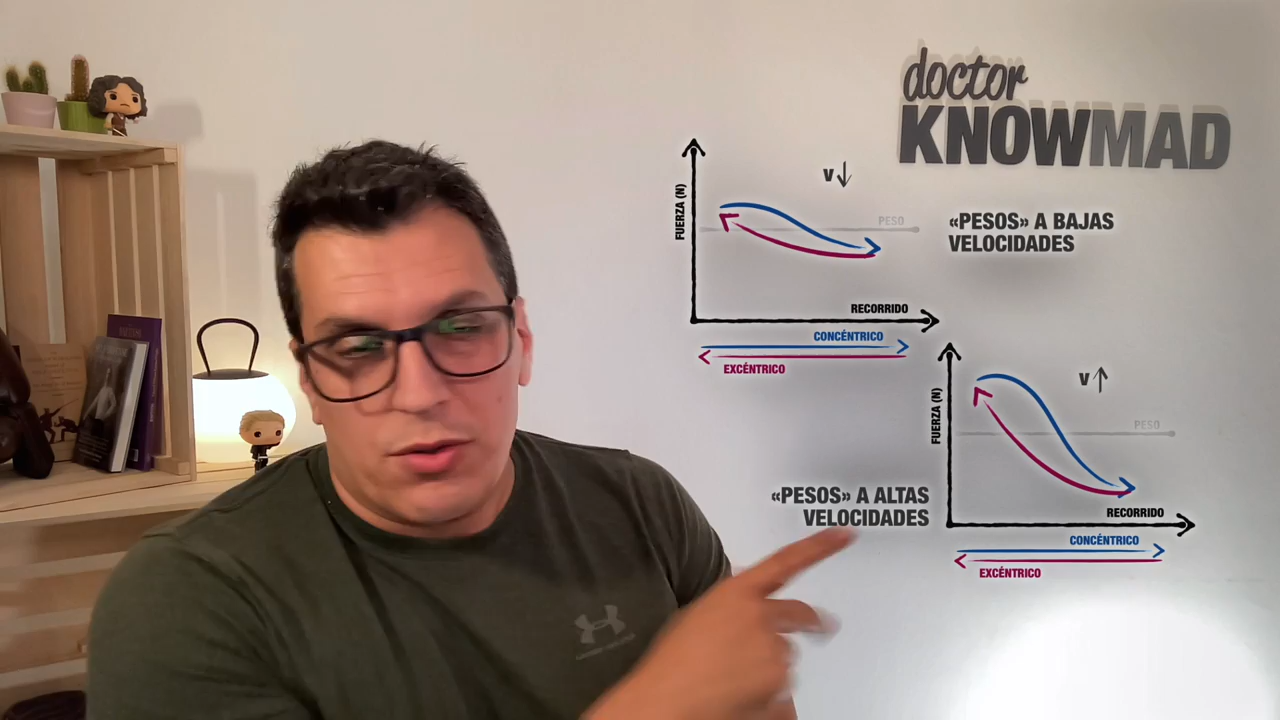 doctor
KNOWMAD
FUERZA (N)
v
PESO
«PESOS» A BAJAS
VELOCIDADES
RECORRIDO
CONCÉNTRICO
EXCÉNTRICO
FUERZA (N)
v
PESO
«PESOS» A ALTAS
VELOCIDADES
RECORRIDO
CONCÉNTRICO
EXCÉNTRICO